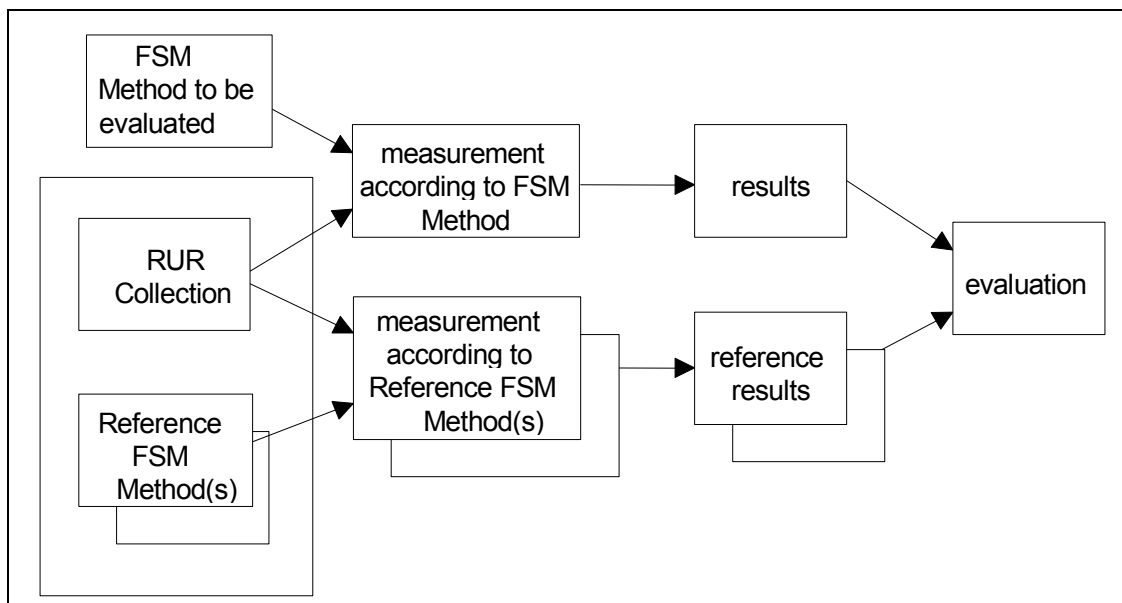 FSM
Method to be
evaluated
measurement
according to FSM
Method
results
RUR
Collection
evaluation
measurement
according to
Reference FSM
Method(s)
reference
results
Reference
FSM
Method(s)